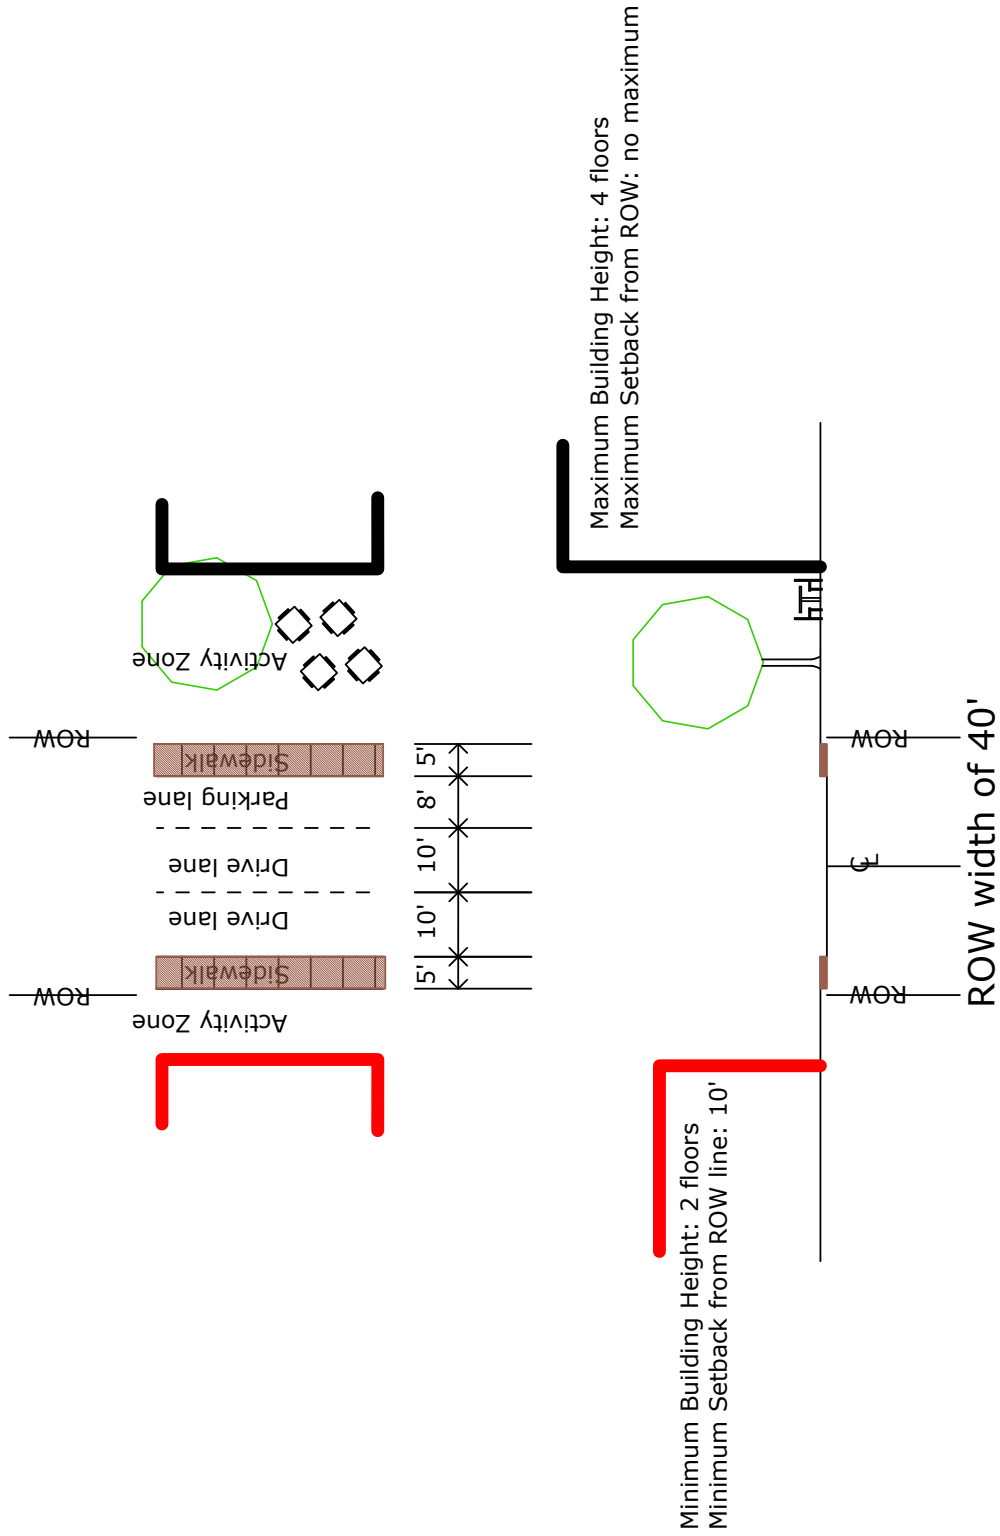 Maximum Building Height: 4 floors
Maximum Setback from ROW: no maximum
Minimum Building Height: 2 floors
Minimum Setback from ROW line: 10'
ROW
ROW
Activity Zone
Sidewalk
Parking lane
Drive lane
Drive lane
Sidewalk
Activity Zone
5'
8'
10'
10'
5'
ROW
CL
ROW
ROW width of 40'